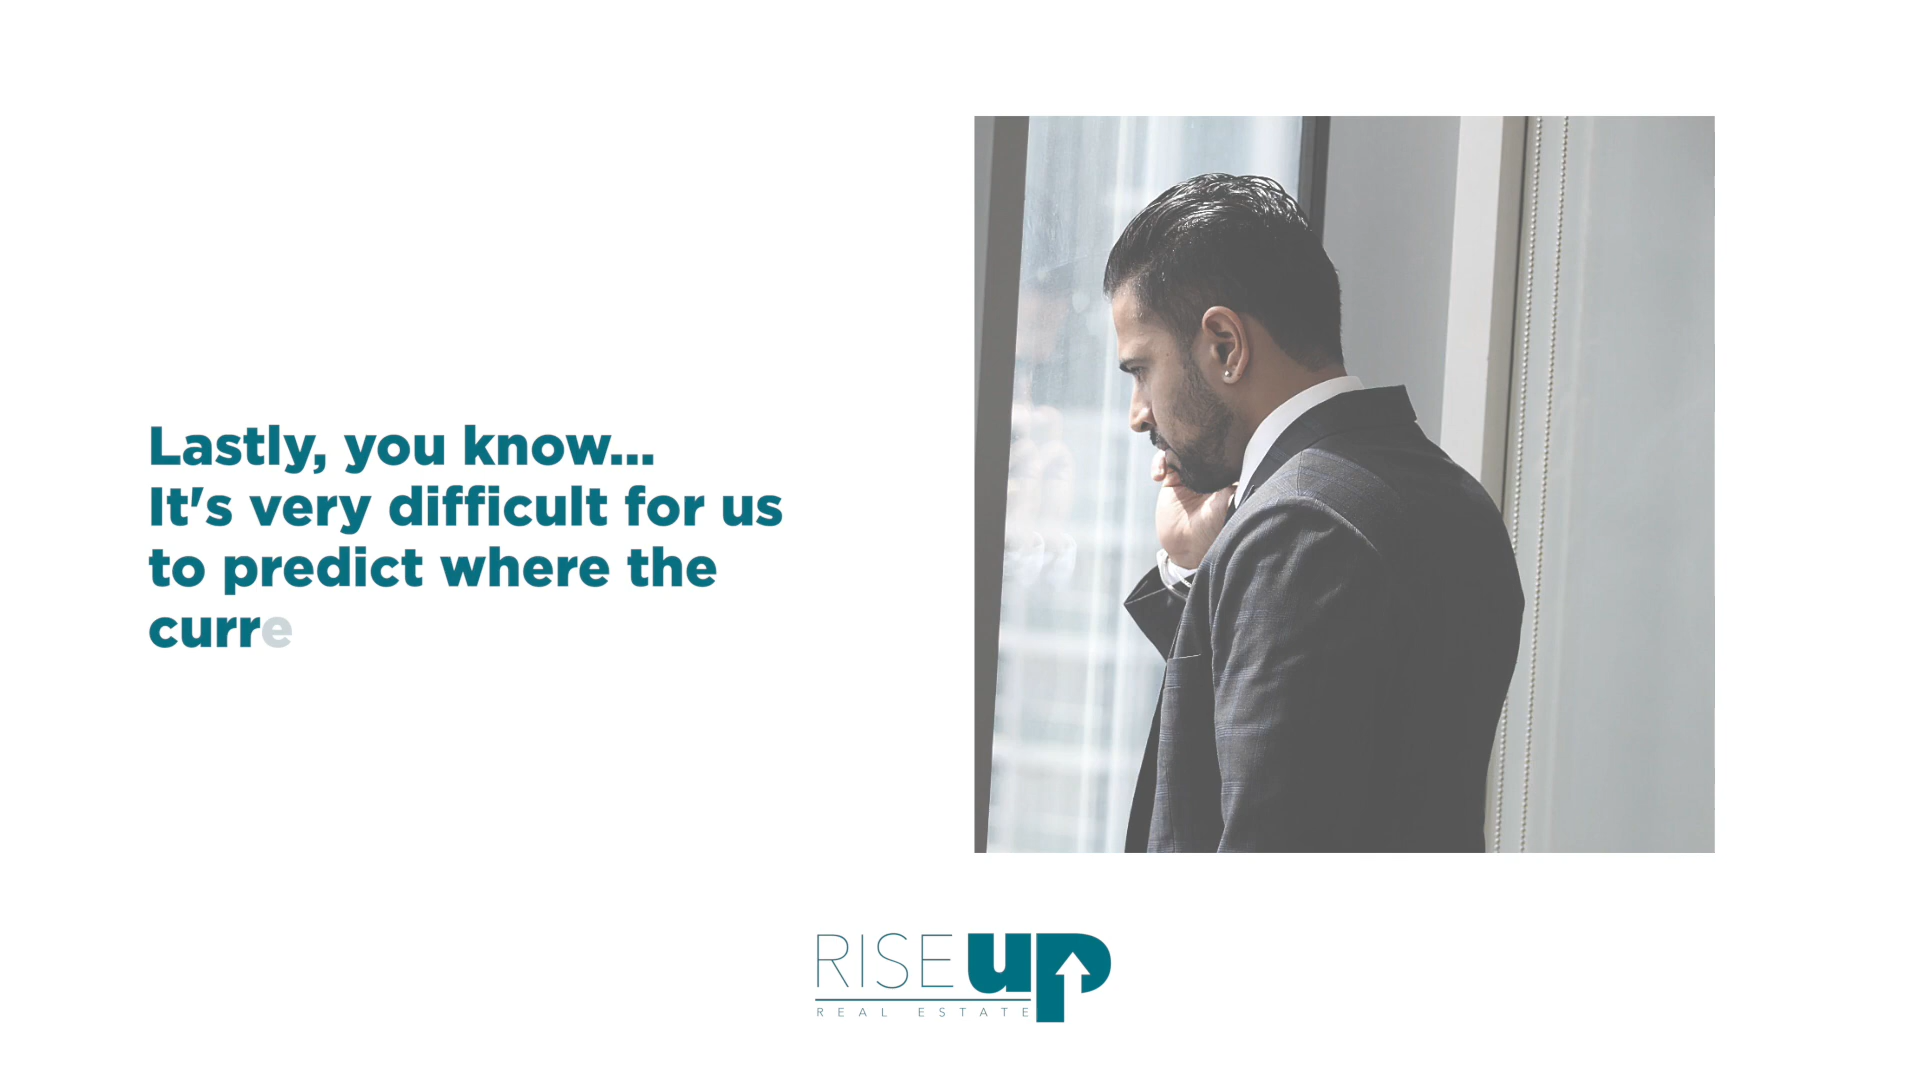 Lastly, you know...
It's very difficult for us
to predict where the
curre
RISE UP
REAL ESTATE